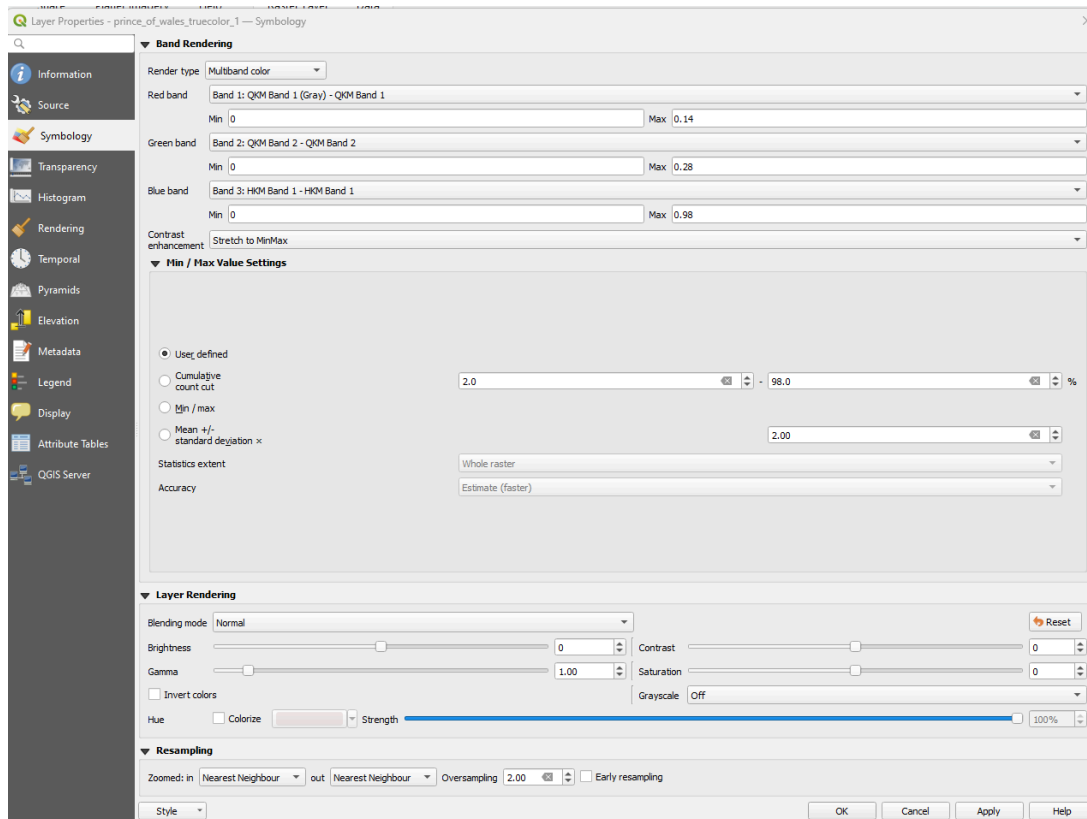 Layer Properties - prince_of_wales_truecolor_1 — Symbology
Band Rendering
Information
Render type Multiband color
Source
Red band Band 1: QKM Band 1 (Gray) - QKM Band 1
Min 0 Max 0.14
Symbology
Green band Band 2: QKM Band 2 - QKM Band 2
Transparency
Min 0 Max 0.28
Blue band Band 3: HKM Band 1 - HKM Band 1
Histogram
Min 0 Max 0.98
Rendering
Contrast
enhancement Stretch to MinMax
Temporal
Min / Max Value Settings
Pyramids
Elevation
Metadata
User defined
Legend
Cumulative
count cut 2.0 - 98.0 %
Display
Min / max
Attribute Tables
Mean +/-
standard deviation × 2.00
Statistics extent Whole raster
QGIS Server
Accuracy Estimate (faster)
Layer Rendering
Blending mode Normal Reset
Brightness 0 Contrast 0
Gamma 1.00 Saturation 0
Invert colors Grayscale Off
Hue Colorize Strength 100%
Resampling
Zoomed: in Nearest Neighbour out Nearest Neighbour Oversampling 2.00 Early resampling
Style OK Cancel Apply Help